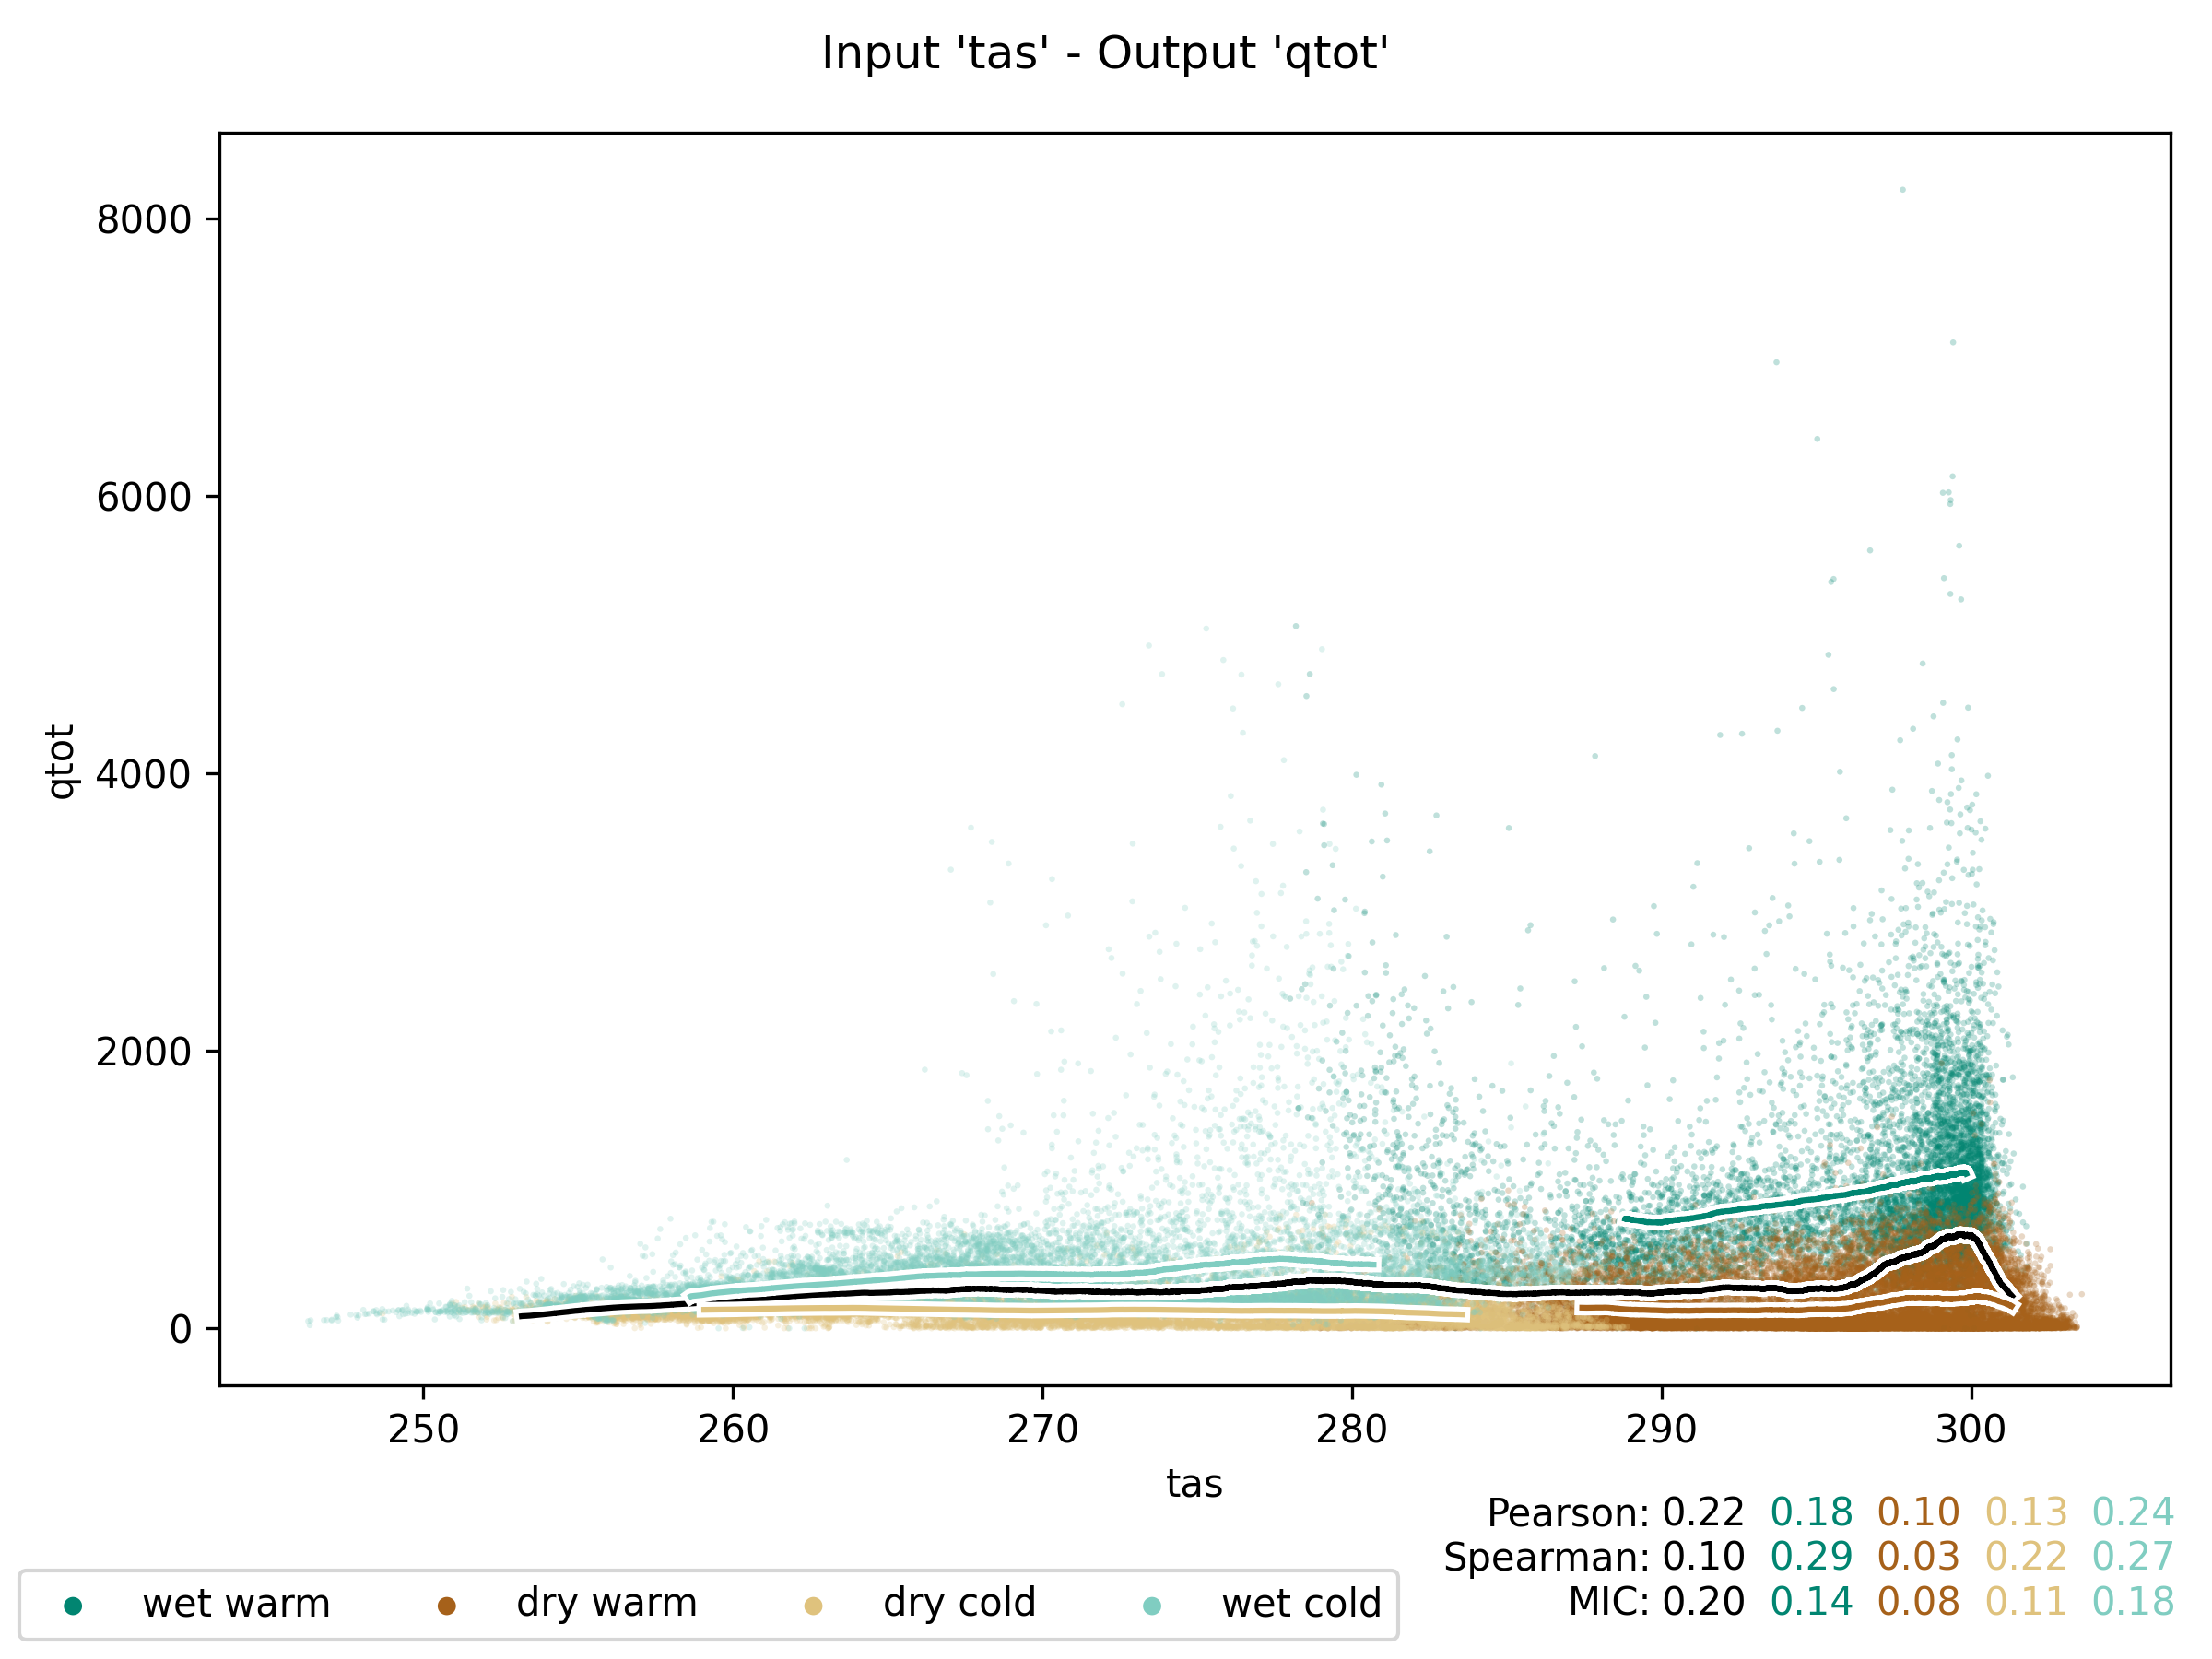 Input 'tas' - Output 'qtot'
8000
6000
4000
2000
0
qtot
250 260 270 280 290 300
tas
Pearson: 0.22 0.18 0.10 0.13 0.24
Spearman: 0.10 0.29 0.03 0.22 0.27
MIC: 0.20 0.14 0.08 0.11 0.18
wet warm dry warm dry cold wet cold